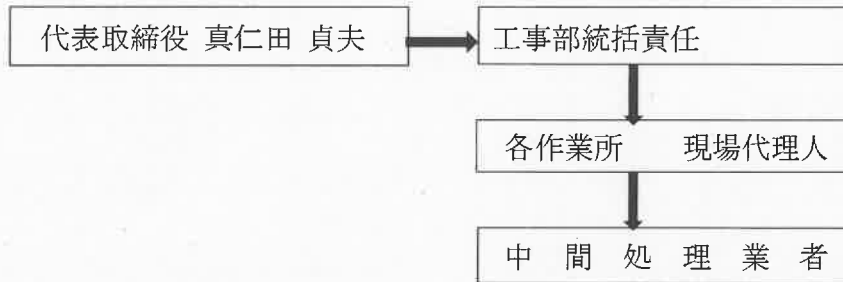 代表取締役 真仁田 貞夫
工事部統括責任
各作業所 現場代理人
中間処理業者